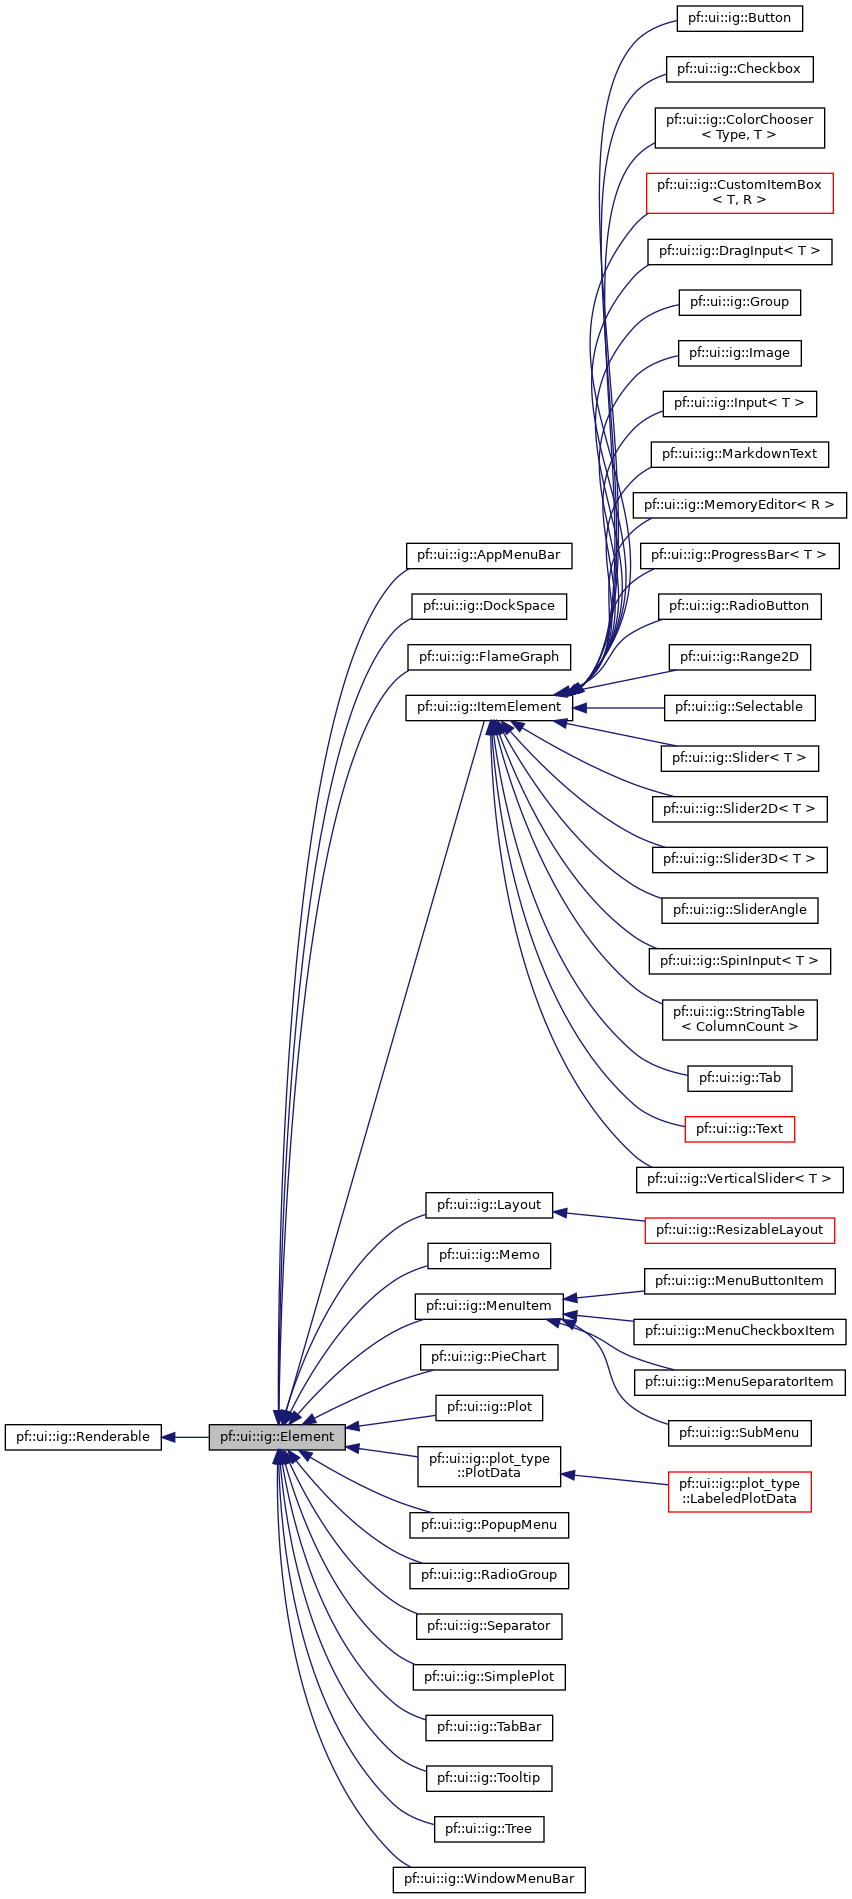 pf::ui::ig::Button
pf::ui::ig::Checkbox
pf::ui::ig::ColorChooser
< Type, T >
pf::ui::ig::CustomItemBox
< T, R >
pf::ui::ig::DragInput< T >
pf::ui::ig::Group
pf::ui::ig::Image
pf::ui::ig::Input< T >
pf::ui::ig::MarkdownText
pf::ui::ig::MemoryEditor< R >
pf::ui::ig::AppMenuBar
pf::ui::ig::ProgressBar< T >
pf::ui::ig::DockSpace
pf::ui::ig::RadioButton
pf::ui::ig::FlameGraph
pf::ui::ig::Range2D
pf::ui::ig::ItemElement
pf::ui::ig::Selectable
pf::ui::ig::Slider< T >
pf::ui::ig::Slider2D< T >
pf::ui::ig::Slider3D< T >
pf::ui::ig::SliderAngle
pf::ui::ig::SpinInput< T >
pf::ui::ig::StringTable
< ColumnCount >
pf::ui::ig::Tab
pf::ui::ig::Text
pf::ui::ig::VerticalSlider< T >
pf::ui::ig::Layout
pf::ui::ig::ResizableLayout
pf::ui::ig::Memo
pf::ui::ig::MenuButtonItem
pf::ui::ig::MenuItem
pf::ui::ig::MenuCheckboxItem
pf::ui::ig::PieChart
pf::ui::ig::MenuSeparatorItem
pf::ui::ig::Plot
pf::ui::ig::SubMenu
pf::ui::ig::Renderable
pf::ui::ig::Element
pf::ui::ig::plot_type
::PlotData
pf::ui::ig::plot_type
::LabeledPlotData
pf::ui::ig::PopupMenu
pf::ui::ig::RadioGroup
pf::ui::ig::Separator
pf::ui::ig::SimplePlot
pf::ui::ig::TabBar
pf::ui::ig::Tooltip
pf::ui::ig::Tree
pf::ui::ig::WindowMenuBar